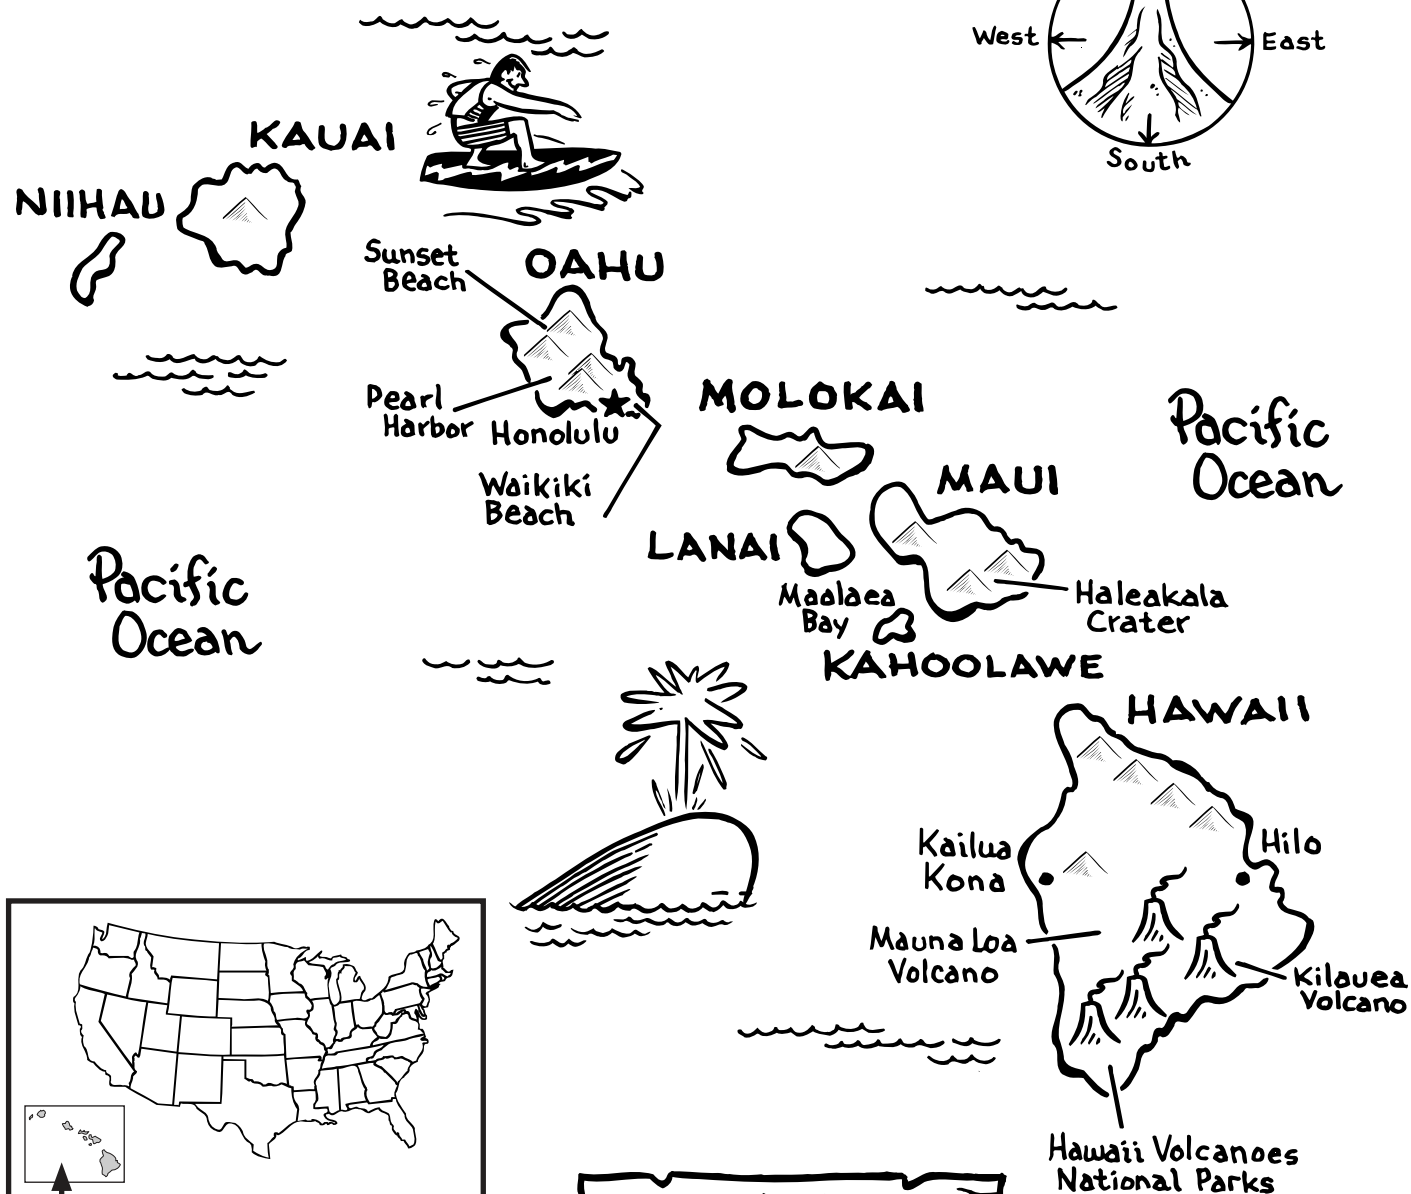 West
East
South
KAUAI
NIIHAU
Sunset
Beach
OAHU
Pearl
Harbor
Honolulu
Waikiki
Beach
MOLOKAI
Pacific
Ocean
MAUI
LANAI
Maalaea
Bay
Haleakala
Crater
KAHOOLAWE
Pacific
Ocean
HAWAII
Kailua
Kona
Hilo
Mauna Loa
Volcano
Kilauea
Volcano
Hawaii Volcanoes
National Parks